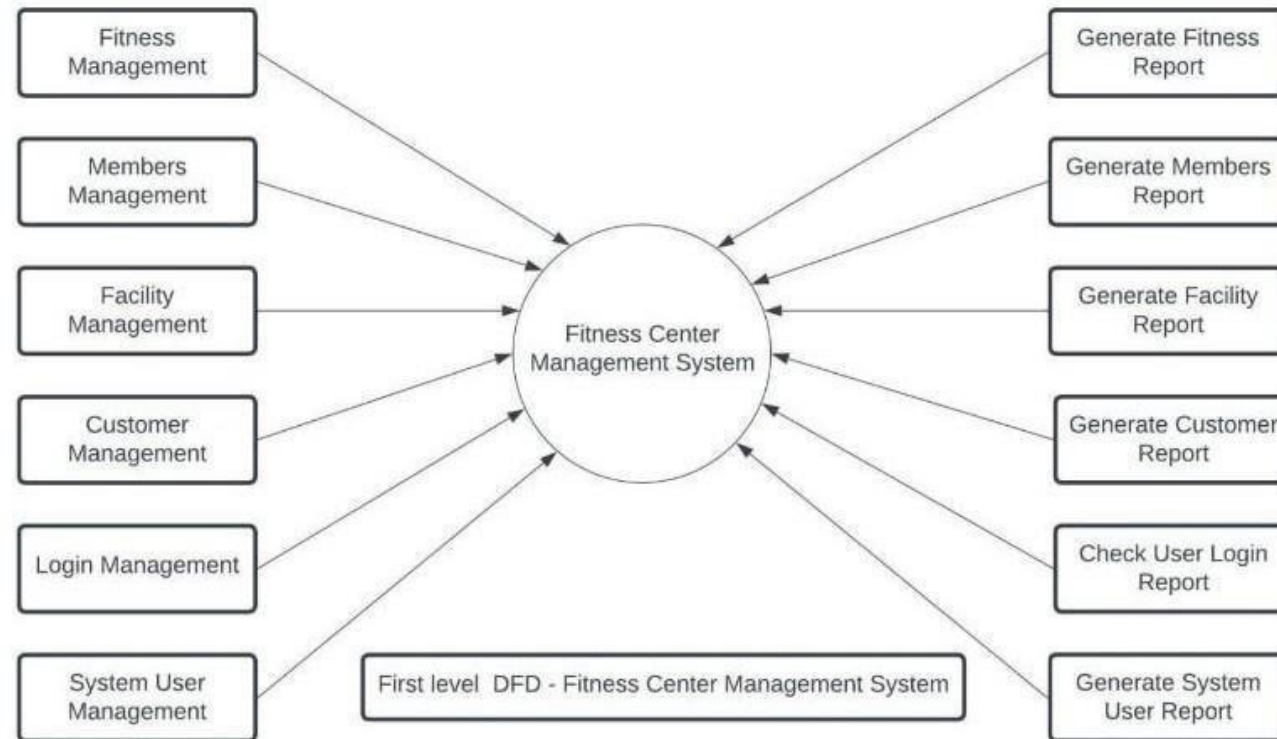 Fitness
Management
Members
Management
Facility
Management
Customer
Management
Login Management
System User
Management
Fitness Center
Management System
First level DFD - Fitness Center Management System
Generate Fitness
Report
Generate Members
Report
Generate Facility
Report
Generate Customer
Report
Check User Login
Report
Generate System
User Report